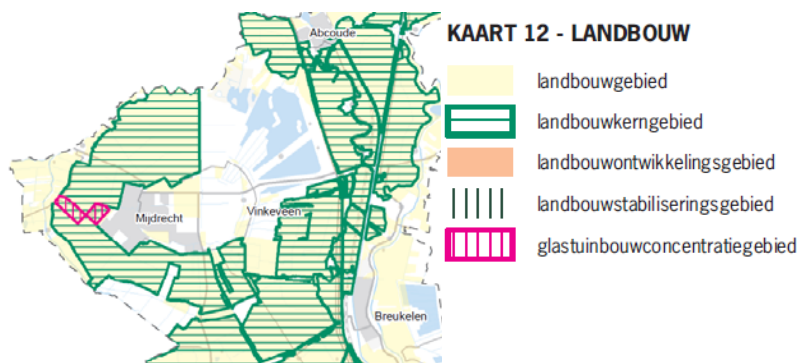 Abcoude
KAART 12 - LANDBOUW
landbouwgebied
landbouwkerngebied
landbouwontwikkelingsgebied
landbouwstabiliseringsgebied
glastuinbouwconcentratiegebied
Mijdrecht
Vinkeveen
Breukelen